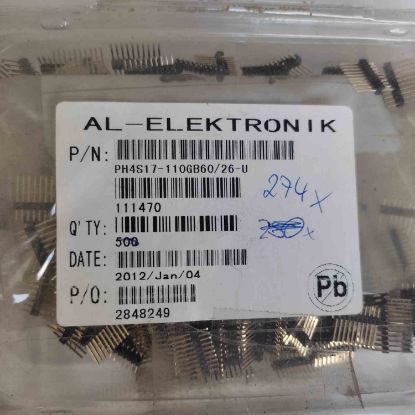 AL-ELEKTRONIK
P/N:
PH4S17-110GB60/26-U
274x
111470
Q'TY:
500
DATE:
2012/Jan/04
Pb
P/O:
2848249